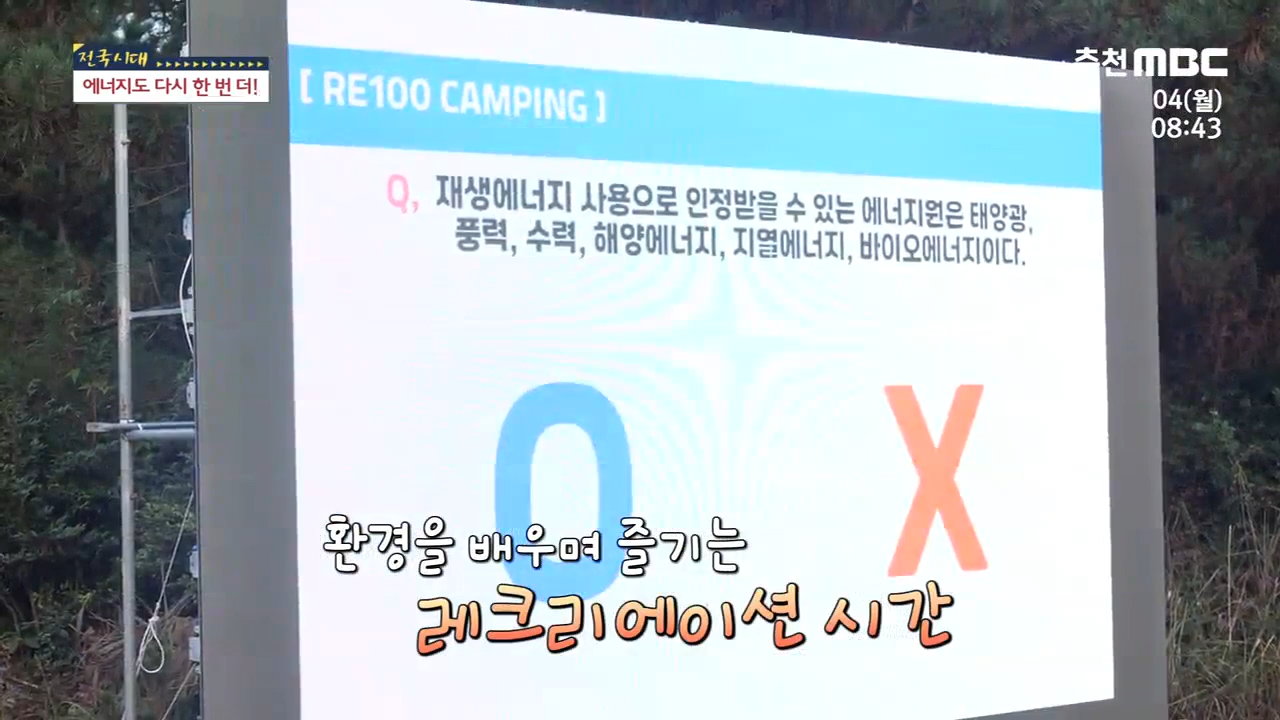 전국시대
에너지도 다시 한 번 더!
춘천MBC
04(월)
08:43
[ RE100 CAMPING ]
Q, 재생에너지 사용으로 인정받을 수 있는 에너지원은 태양광,
풍력, 수력, 해양에너지, 지열에너지, 바이오에너지이다.
O X
환경을 배우며 즐기는
레크리에이션 시간